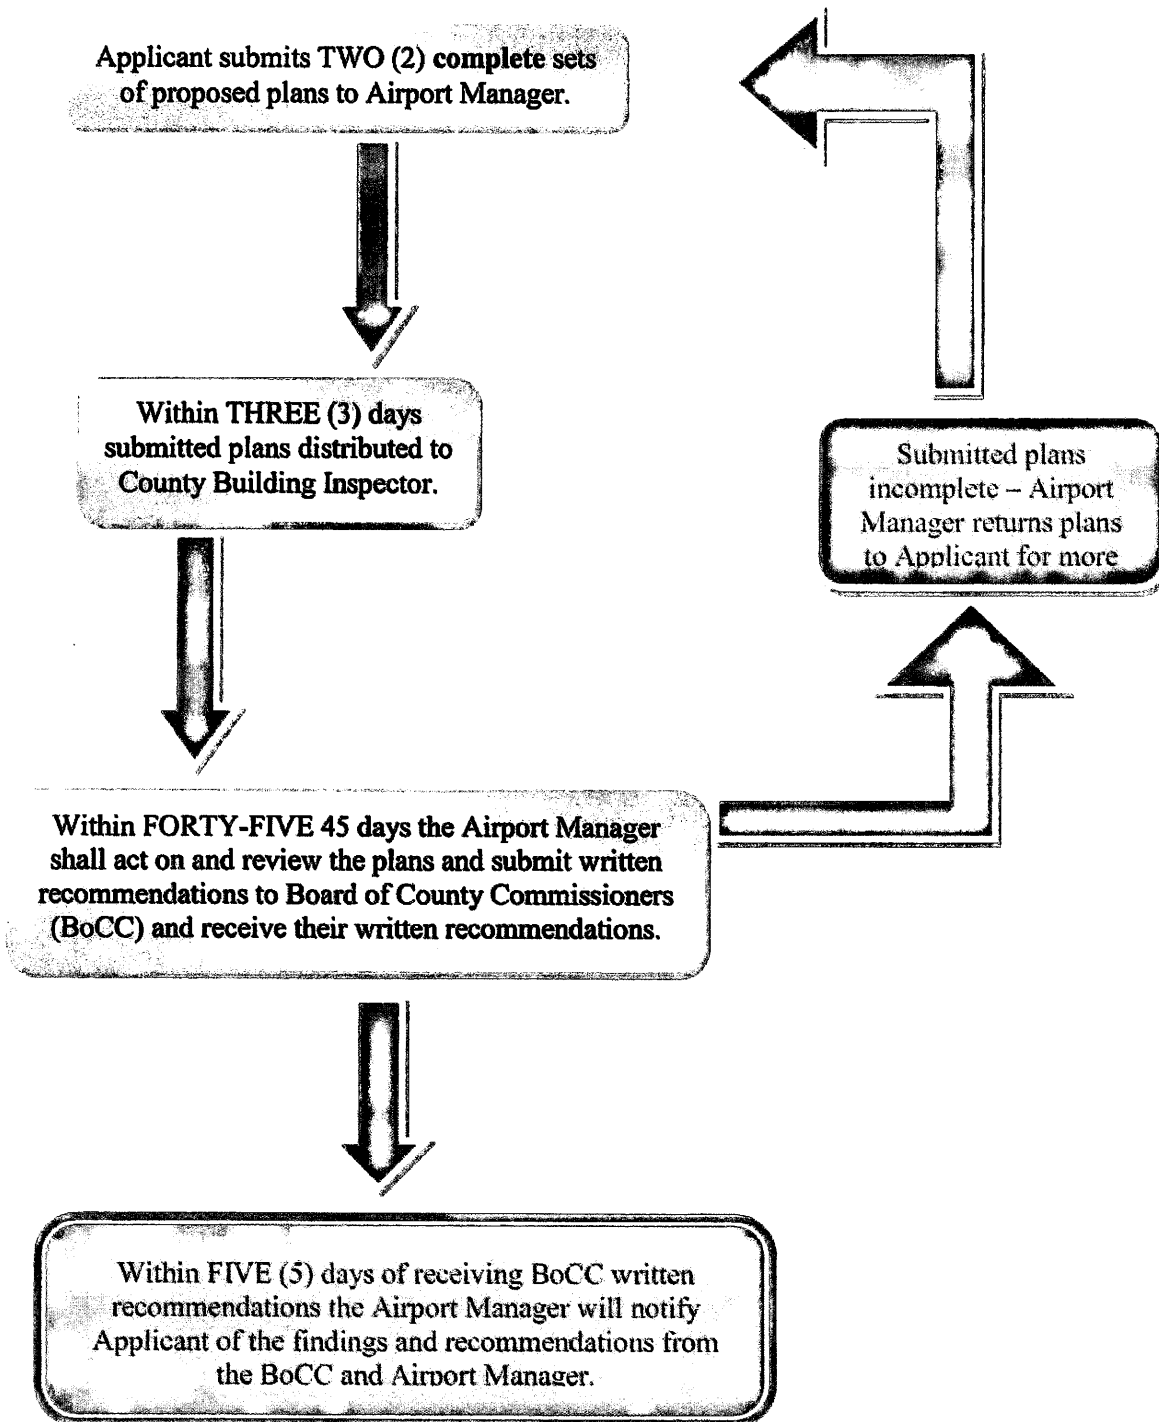 Applicant submits TWO (2) complete sets
of proposed plans to Airport Manager.
Within THREE (3) days
submitted plans distributed to
County Building Inspector.
Submitted plans
incomplete – Airport
Manager returns plans
to Applicant for more
Within FORTY-FIVE 45 days the Airport Manager
shall act on and review the plans and submit written
recommendations to Board of County Commissioners
(BoCC) and receive their written recommendations.
Within FIVE (5) days of receiving BoCC written
recommendations the Airport Manager will notify
Applicant of the findings and recommendations from
the BoCC and Airport Manager.